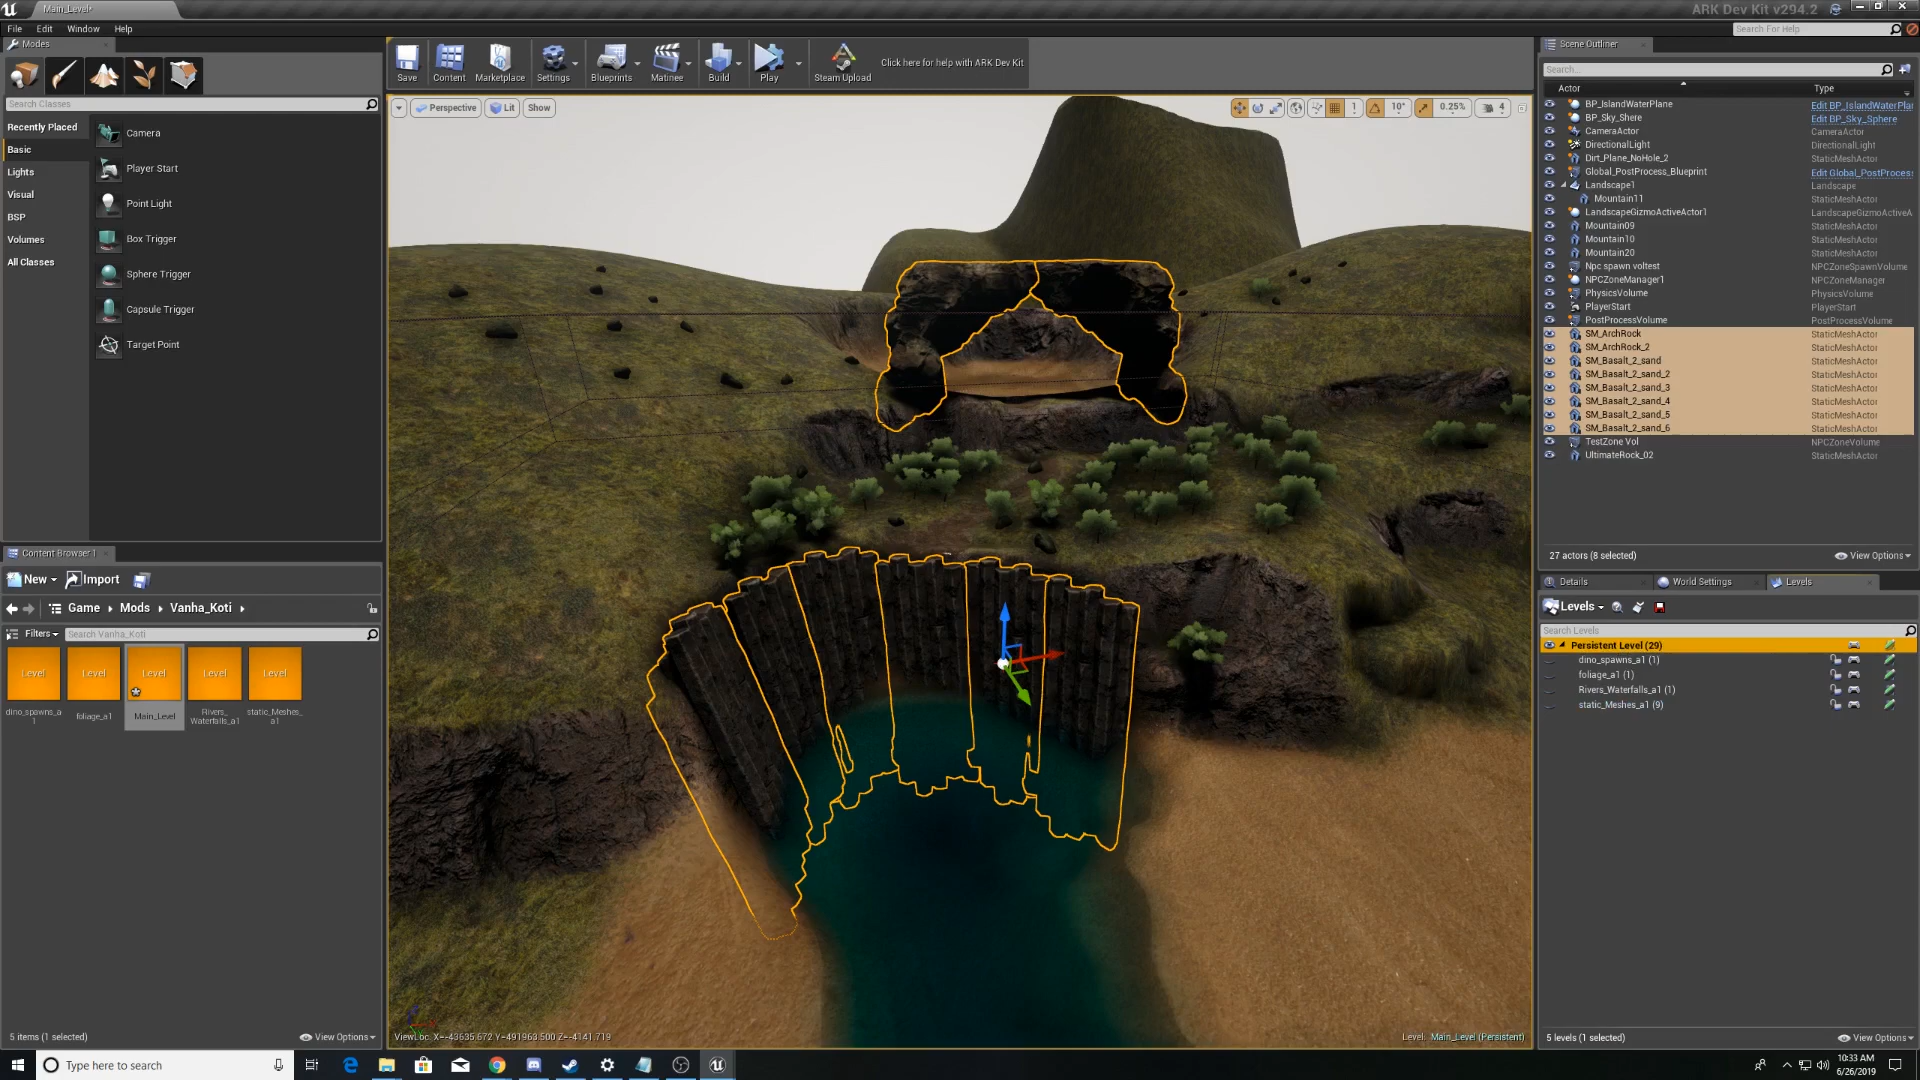 Main_Level*
ARK Dev Kit v294.2
File Edit Window Help
Search For Help
Modes
Search Classes
Recently Placed
Basic
Lights
Visual
BSP
Volumes
All Classes
Camera
Player Start
Point Light
Box Trigger
Sphere Trigger
Capsule Trigger
Target Point
Save Content Marketplace Settings Blueprints Matinee Build Play Steam Upload
Click here for help with ARK Dev Kit
Perspective Lit Show
1 10° 0.25% 4
ViewLoc: X=-43635.672 Y=491963.500 Z=-4141.719
Level: Main_Level (Persistent)
Content Browser 1
New Import
Game Mods Vanha_Koti
Filters Search Vanha_Koti
Level Level Level Level Level
dino_spawns_a1
foliage_a1
Main_Level
Rivers_Waterfalls_a1
static_Meshes_a1
5 items (1 selected) View Options
Scene Outliner
Search...
Actor Type
BP_IslandWaterPlane Edit BP_IslandWaterPla
BP_Sky_Shere Edit BP_Sky_Sphere
CameraActor CameraActor
DirectionalLight DirectionalLight
Dirt_Plane_NoHole_2 StaticMeshActor
Global_PostProcess_Blueprint Edit Global_PostProces
Landscape1 Landscape
Mountain11 StaticMeshActor
LandscapeGizmoActiveActor1 LandscapeGizmoActiveA
Mountain09 StaticMeshActor
Mountain10 StaticMeshActor
Mountain20 StaticMeshActor
Npc spawn voltest NPCZoneSpawnVolume
NPCZoneManager1 NPCZoneManager
PhysicsVolume PhysicsVolume
PlayerStart PlayerStart
PostProcessVolume PostProcessVolume
SM_ArchRock StaticMeshActor
SM_ArchRock_2 StaticMeshActor
SM_Basalt_2_sand StaticMeshActor
SM_Basalt_2_sand_2 StaticMeshActor
SM_Basalt_2_sand_3 StaticMeshActor
SM_Basalt_2_sand_4 StaticMeshActor
SM_Basalt_2_sand_5 StaticMeshActor
SM_Basalt_2_sand_6 StaticMeshActor
TestZone Vol NPCZoneVolume
UltimateRock_02 StaticMeshActor
27 actors (8 selected) View Options
Details World Settings Levels
Levels
Search Levels
Persistent Level (29)
dino_spawns_a1 (1)
foliage_a1 (1)
Rivers_Waterfalls_a1 (1)
static_Meshes_a1 (9)
5 levels (1 selected) View Options
Type here to search
10:33 AM
6/26/2019